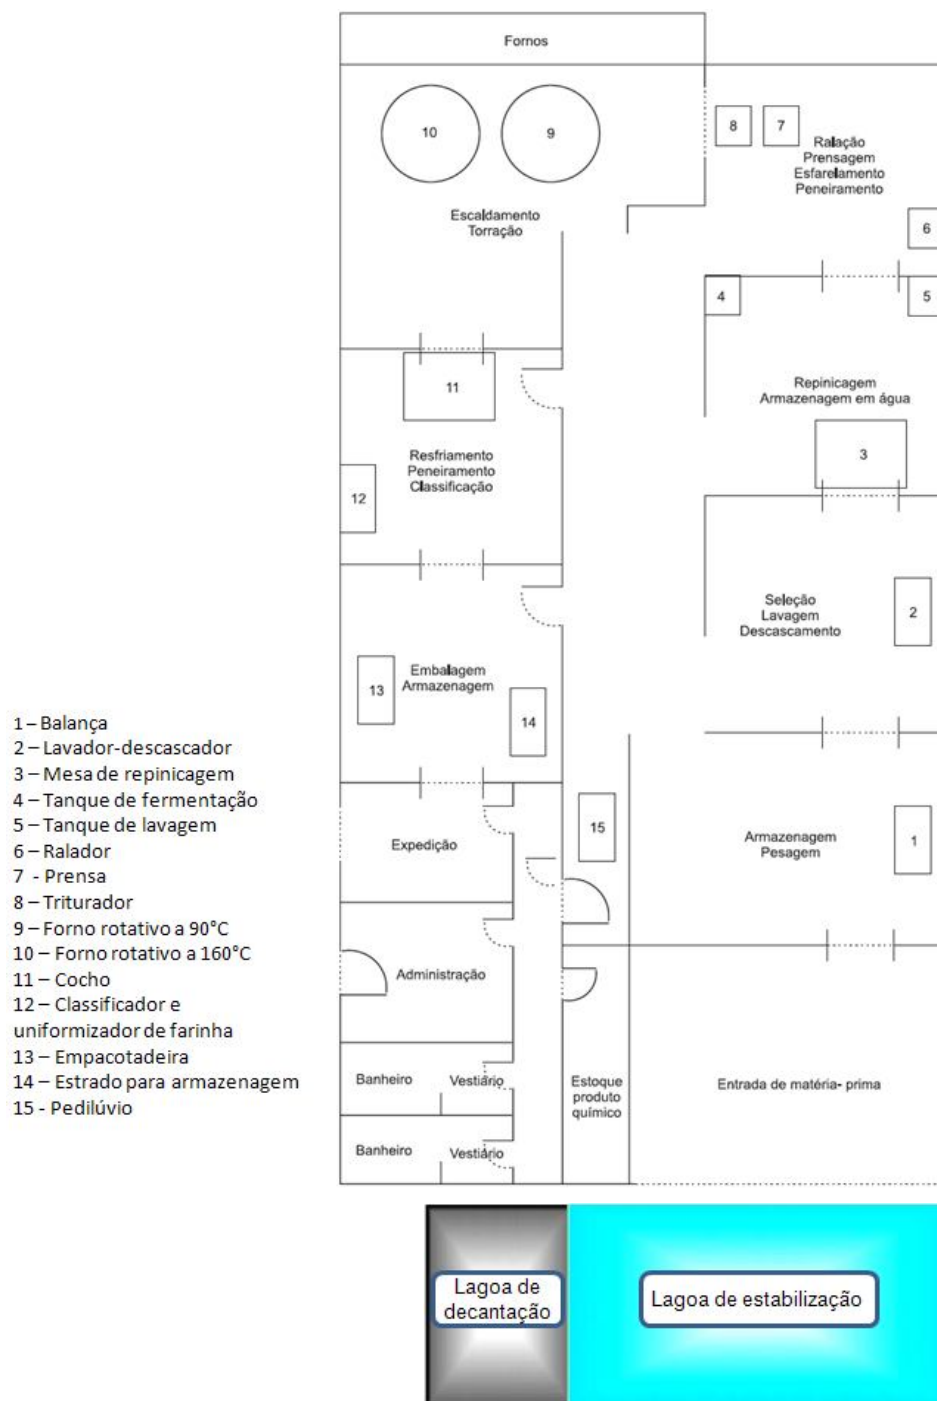 Fornos
10
9
8
7
Ralação
Prensagem
Esfarelamento
Peneiramento
Escaldamento
Torração
6
4
5
11
Repinicagem
Armazenagem em água
3
Resfriamento
Peneiramento
Classificação
12
Seleção
Lavagem
Descascamento
2
Embalagem
Armazenagem
13
14
1 – Balança
2 – Lavador-descascador
3 – Mesa de repinicagem
4 – Tanque de fermentação
5 – Tanque de lavagem
6 – Ralador
7 - Prensa
8 – Triturador
9 – Forno rotativo a 90°C
10 – Forno rotativo a 160°C
11 – Cocho
12 – Classificador e
uniformizador de farinha
13 – Empacotadeira
14 – Estrado para armazenagem
15 - Pedilúvio
Expedição
15
Armazenagem
Pesagem
1
Administração
Banheiro
Vestiário
Estoque
produto
químico
Entrada de matéria- prima
Banheiro
Vestiário
Lagoa de
decantação
Lagoa de estabilização